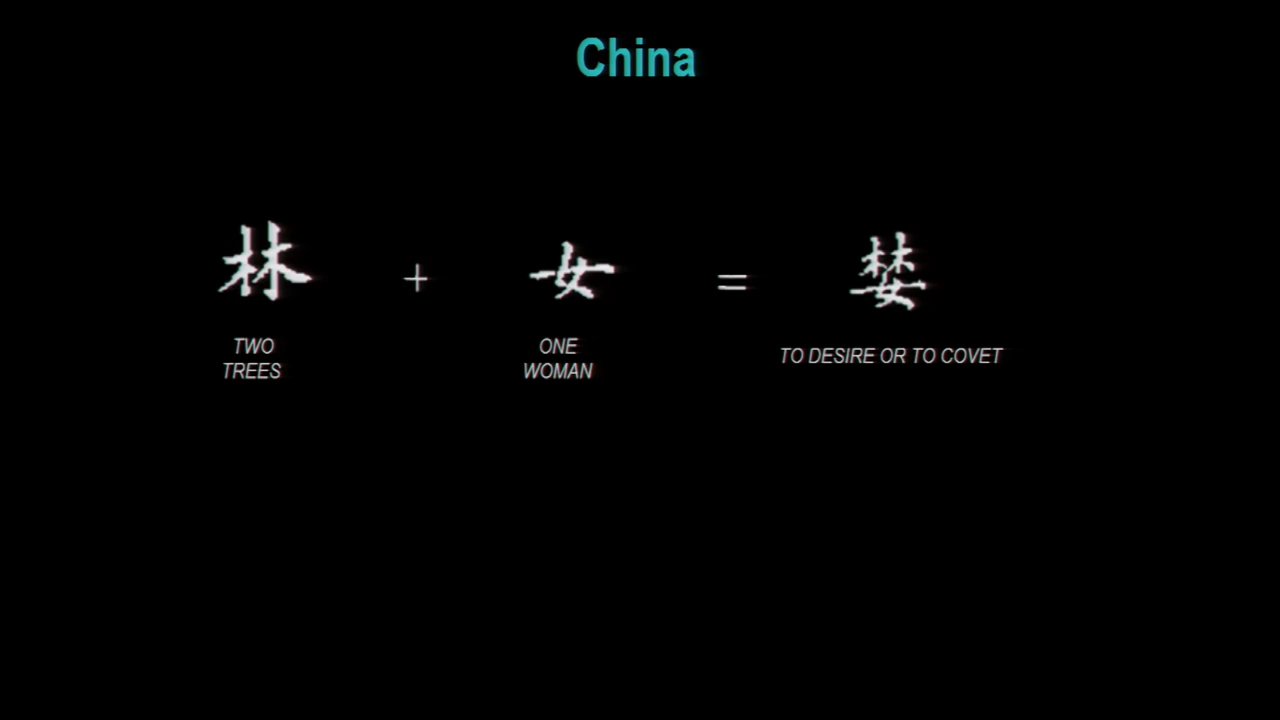 China
林 + 女 = 婪
TWO
TREES
ONE
WOMAN
TO DESIRE OR TO COVET